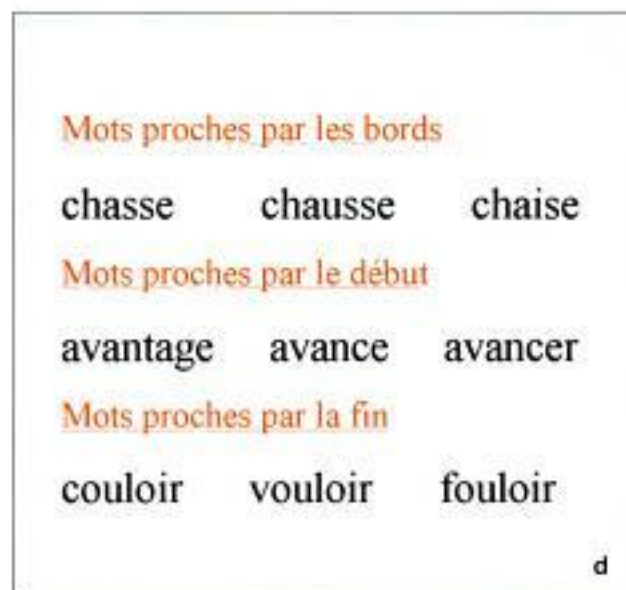 Mots proches par les bords
chasse chausse chaise
Mots proches par le début
avantage avance avancer
Mots proches par la fin
couloir vouloir fouloir
d